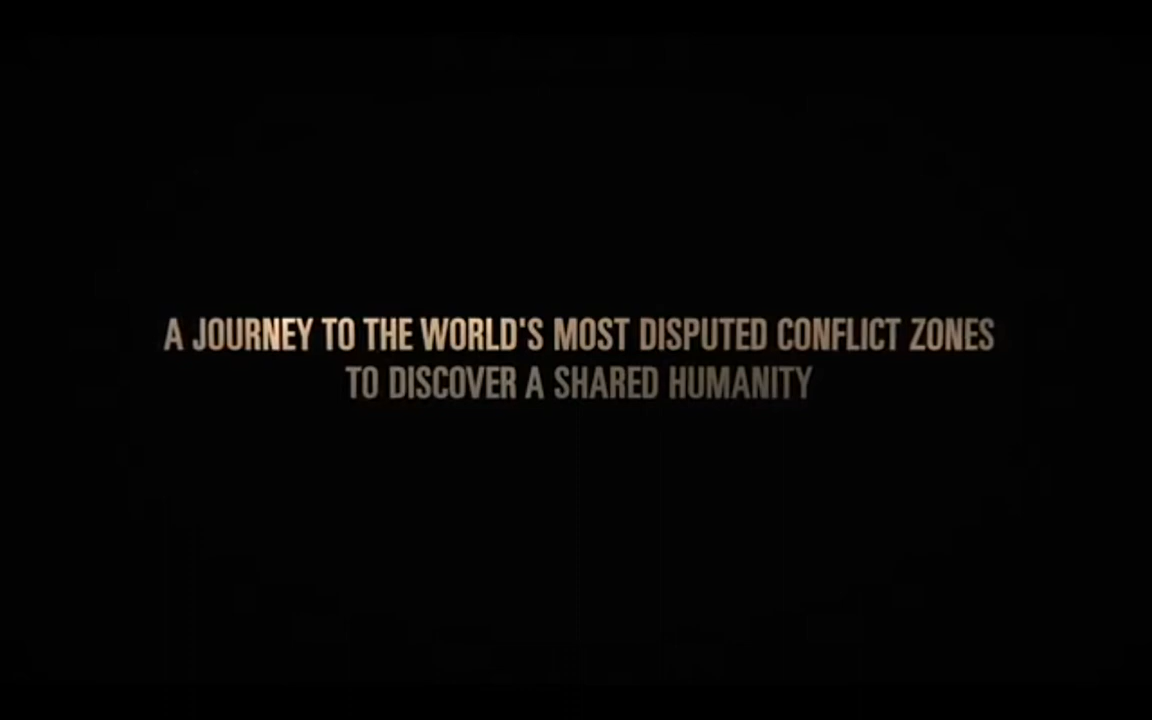 A JOURNEY TO THE WORLD'S MOST DISPUTED CONFLICT ZONES
TO DISCOVER A SHARED HUMANITY